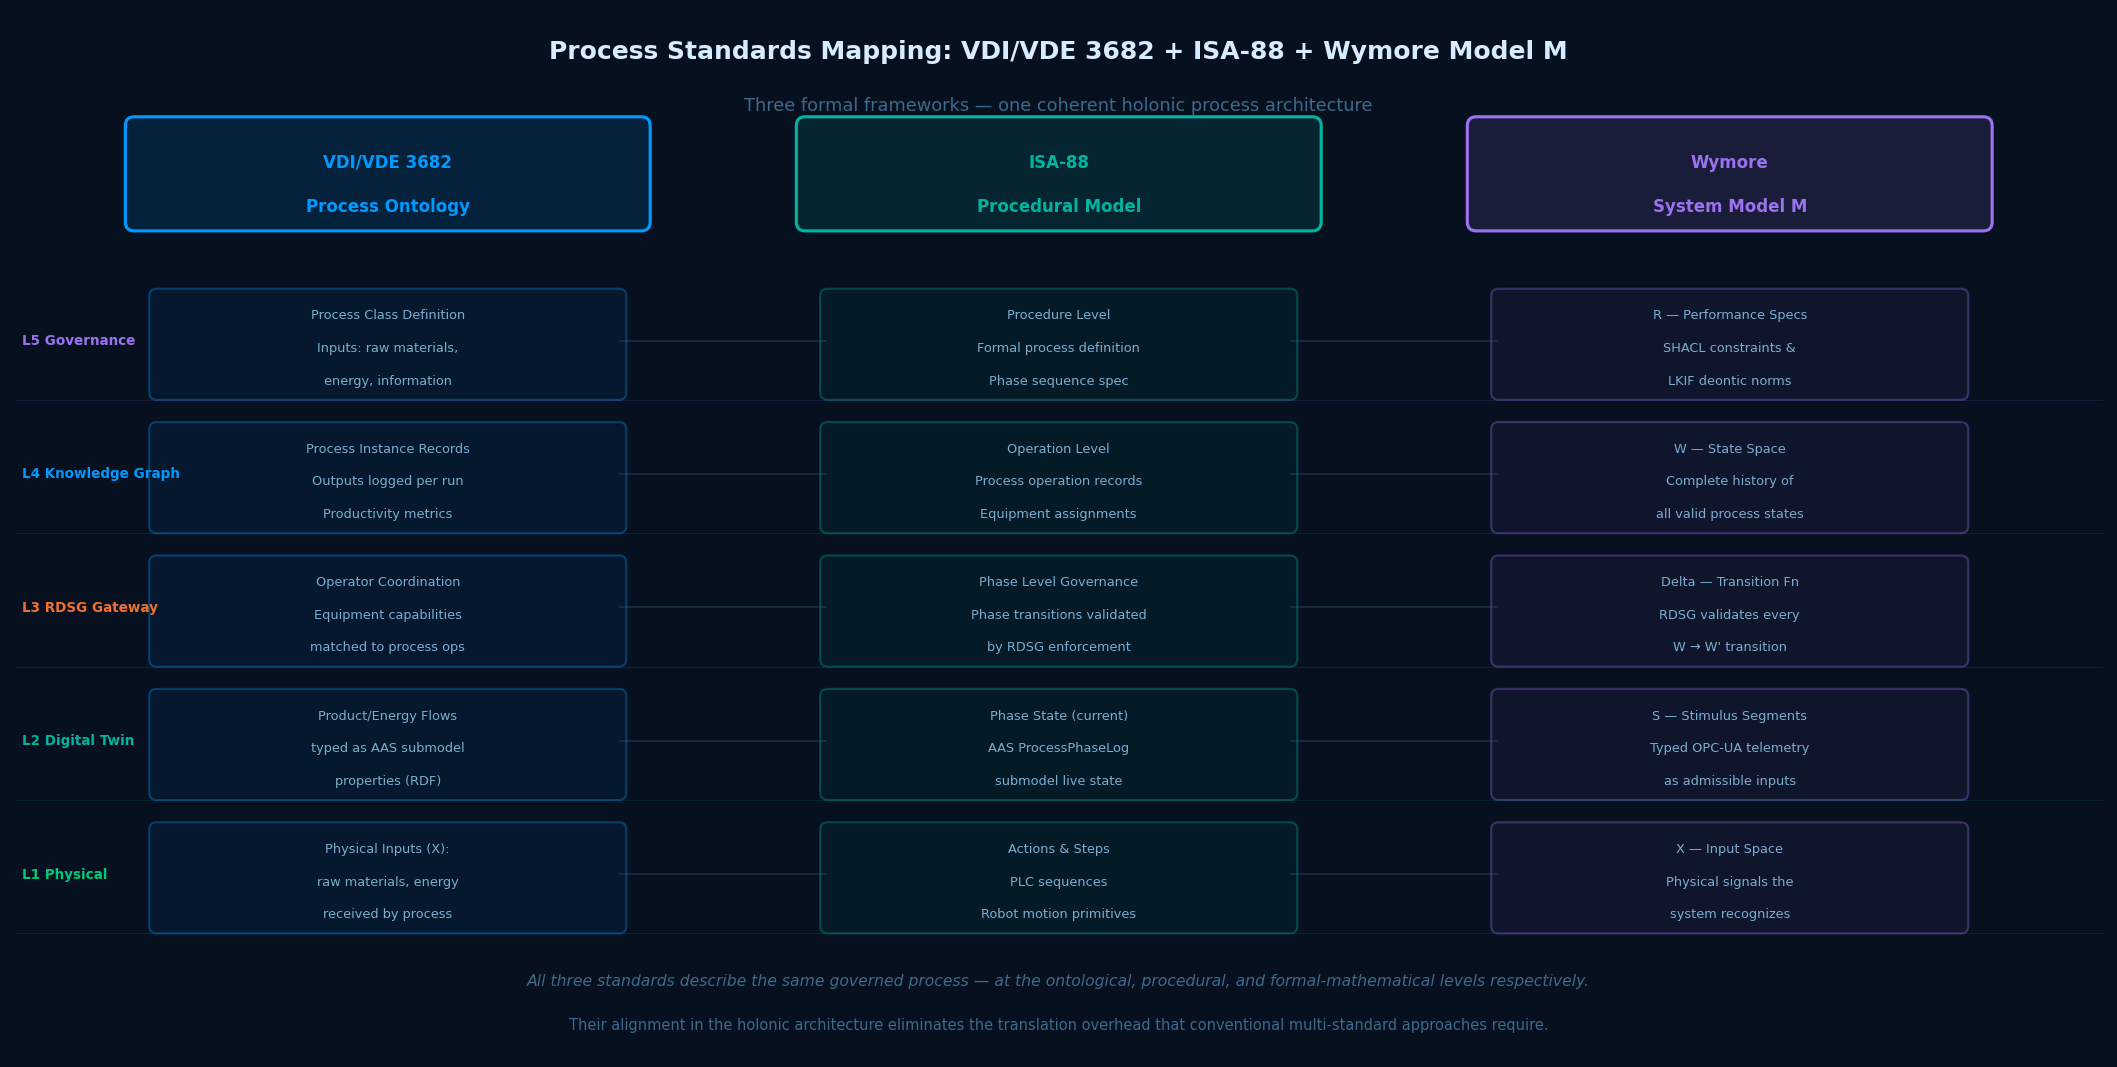 Process Standards Mapping: VDI/VDE 3682 + ISA-88 + Wymore Model M
Three formal frameworks — one coherent holonic process architecture
VDI/VDE 3682
Process Ontology
ISA-88
Procedural Model
Wymore
System Model M
L5 Governance
Process Class Definition
Inputs: raw materials,
energy, information
Procedure Level
Formal process definition
Phase sequence spec
R — Performance Specs
SHACL constraints &
LKIF deontic norms
L4 Knowledge Graph
Process Instance Records
Outputs logged per run
Productivity metrics
Operation Level
Process operation records
Equipment assignments
W — State Space
Complete history of
all valid process states
L3 RDSG Gateway
Operator Coordination
Equipment capabilities
matched to process ops
Phase Level Governance
Phase transitions validated
by RDSG enforcement
Delta — Transition Fn
RDSG validates every
W → W' transition
L2 Digital Twin
Product/Energy Flows
typed as AAS submodel
properties (RDF)
Phase State (current)
AAS ProcessPhaseLog
submodel live state
S — Stimulus Segments
Typed OPC-UA telemetry
as admissible inputs
L1 Physical
Physical Inputs (X):
raw materials, energy
received by process
Actions & Steps
PLC sequences
Robot motion primitives
X — Input Space
Physical signals the
system recognizes
All three standards describe the same governed process — at the ontological, procedural, and formal-mathematical levels respectively.
Their alignment in the holonic architecture eliminates the translation overhead that conventional multi-standard approaches require.